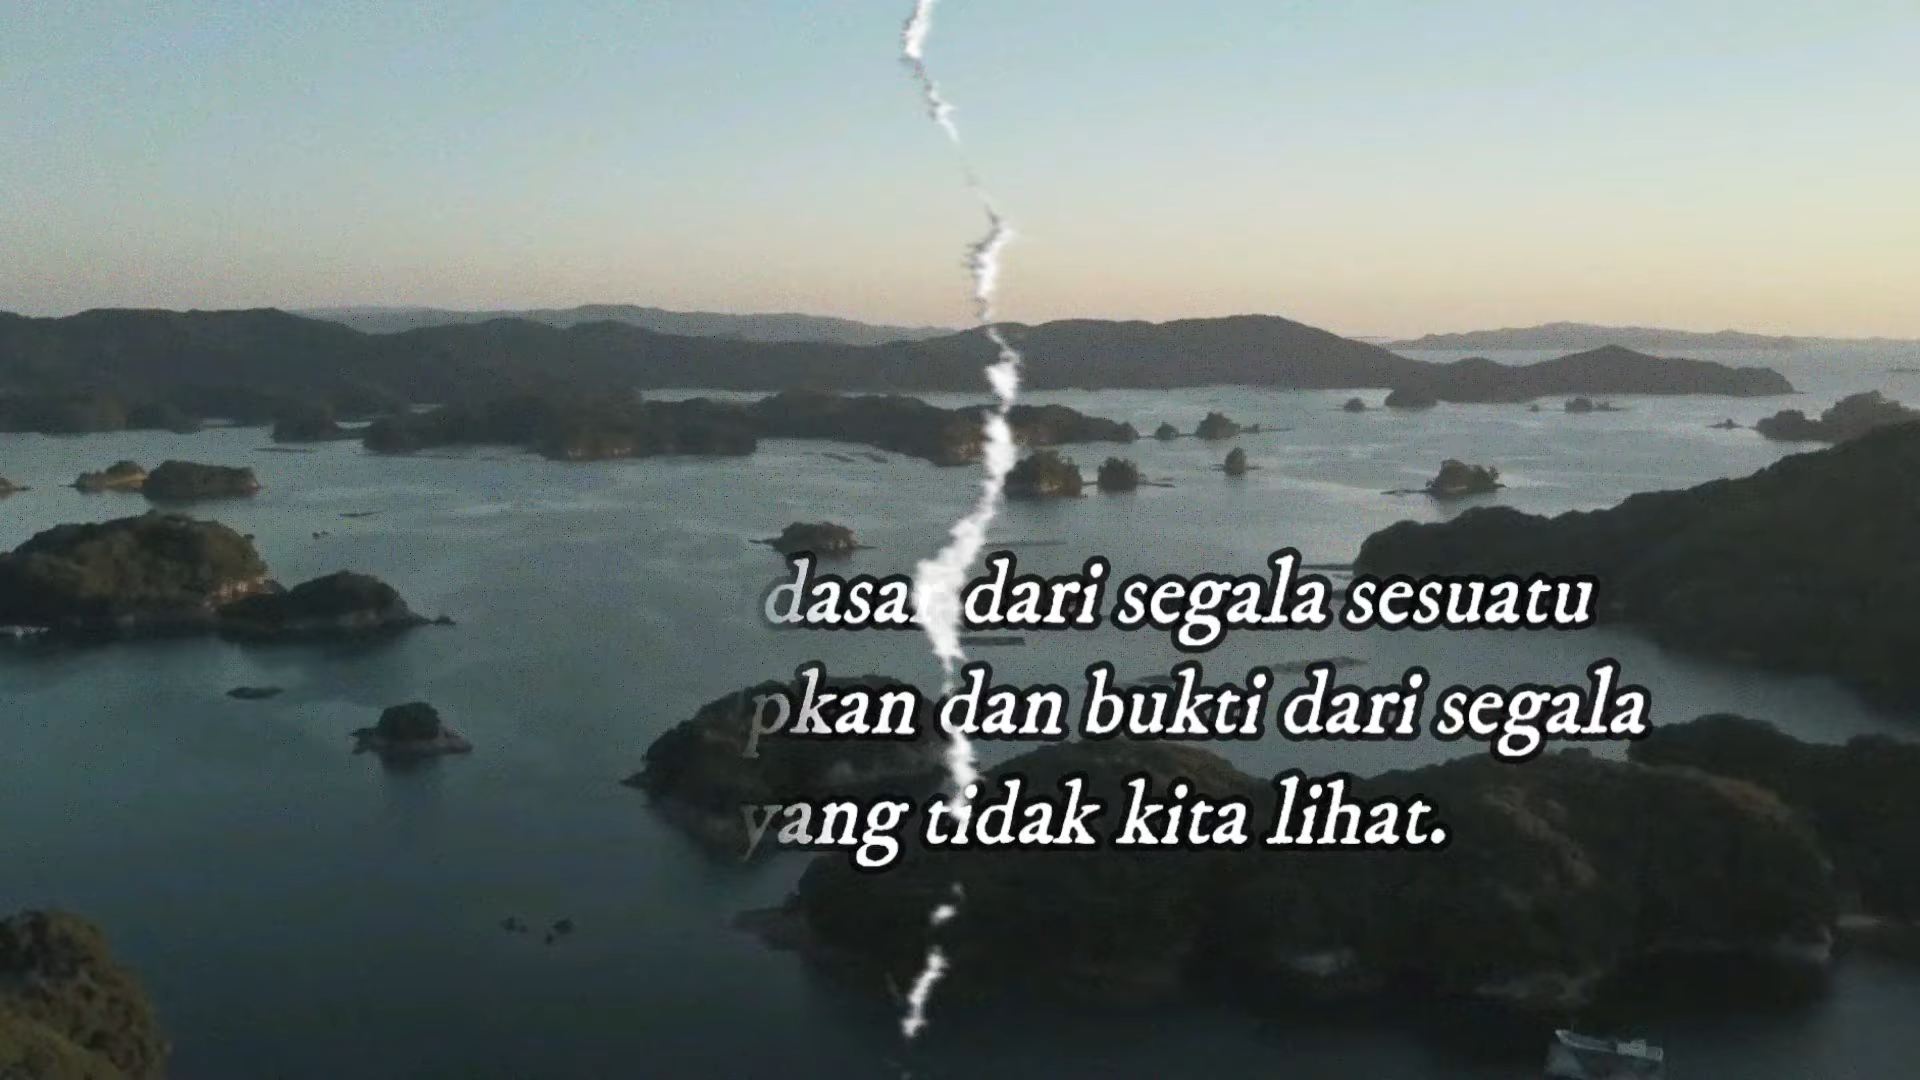 dasar dari segala sesuatu
pkan dan bukti dari segala
yang tidak kita lihat.